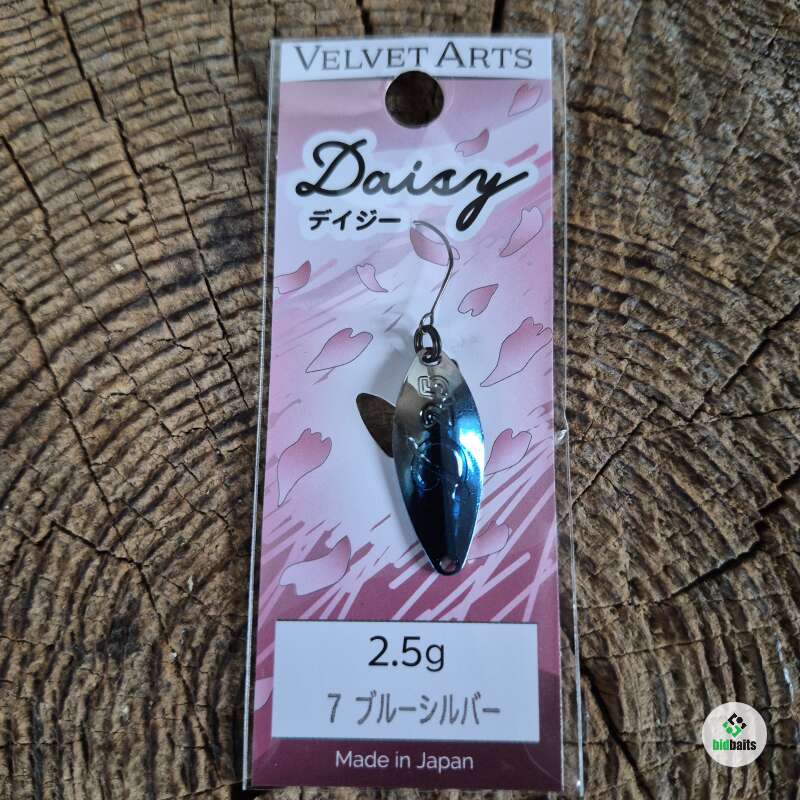 VELVET ARTS
Daisy
デイジー
2.5g
7 ブルーシルバー
Made in Japan
bidbaits